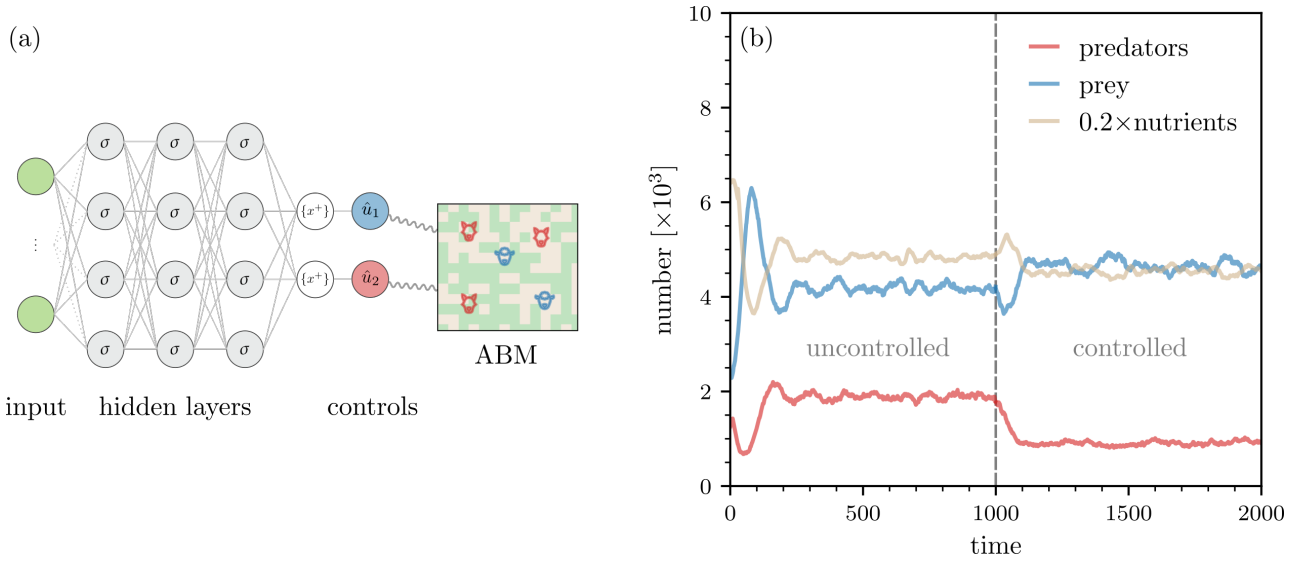 (a)
σ σ σ
σ σ σ
σ σ σ
σ σ σ
⋮
{x⁺} û₁
{x⁺} û₂
ABM
input hidden layers controls
(b)
predators
prey
0.2×nutrients
uncontrolled controlled
number [×10³]
10
8
6
4
2
0
0 500 1000 1500 2000
time